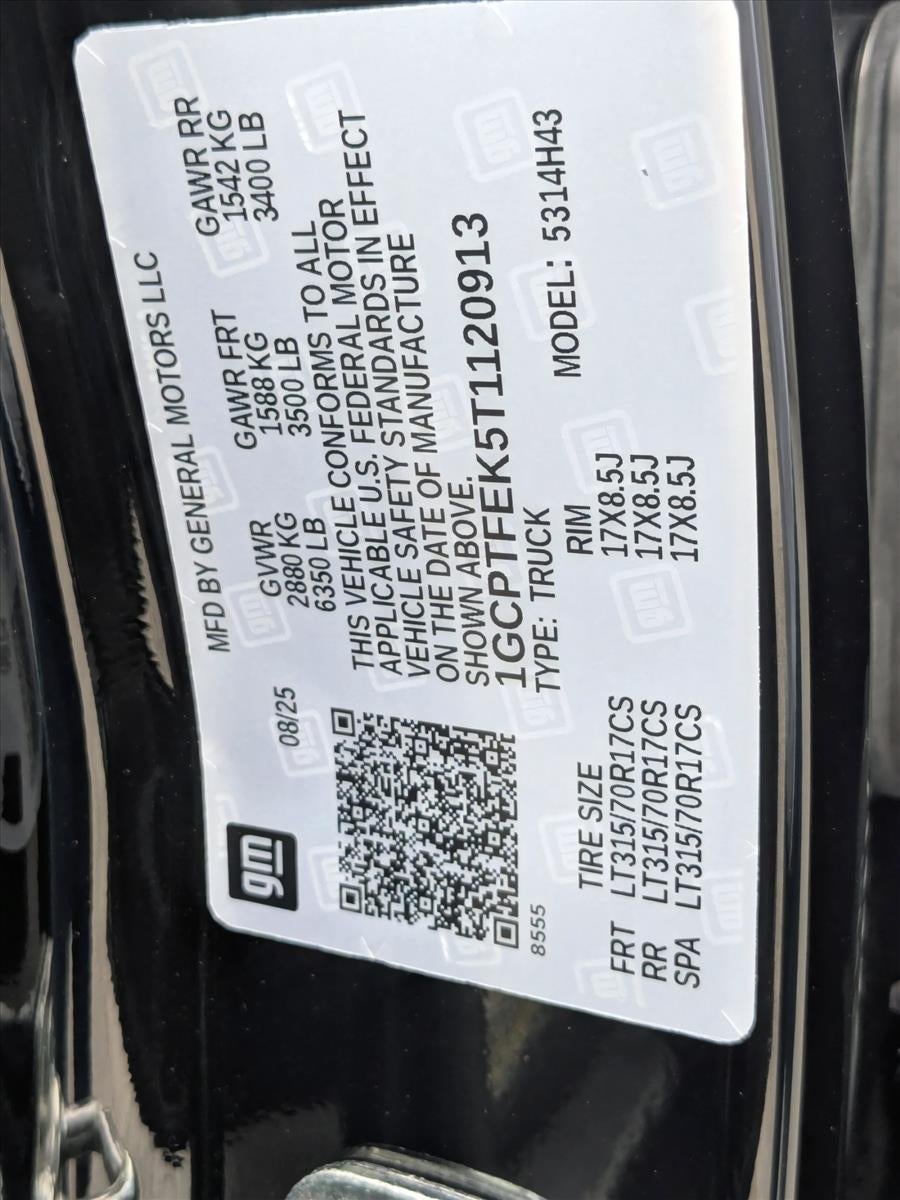 gm
MFD BY GENERAL MOTORS LLC
08/25
GVWR GAWR FRT GAWR RR
2880 KG 1588 KG 1542 KG
6350 LB 3500 LB 3400 LB
THIS VEHICLE CONFORMS TO ALL
APPLICABLE U.S. FEDERAL MOTOR
VEHICLE SAFETY STANDARDS IN EFFECT
ON THE DATE OF MANUFACTURE
SHOWN ABOVE.
1GCPTFEK5T1120913
TYPE: TRUCK MODEL: 5314H43
8555
TIRE SIZE RIM
FRT LT315/70R17CS 17X8.5J
RR LT315/70R17CS 17X8.5J
SPA LT315/70R17CS 17X8.5J